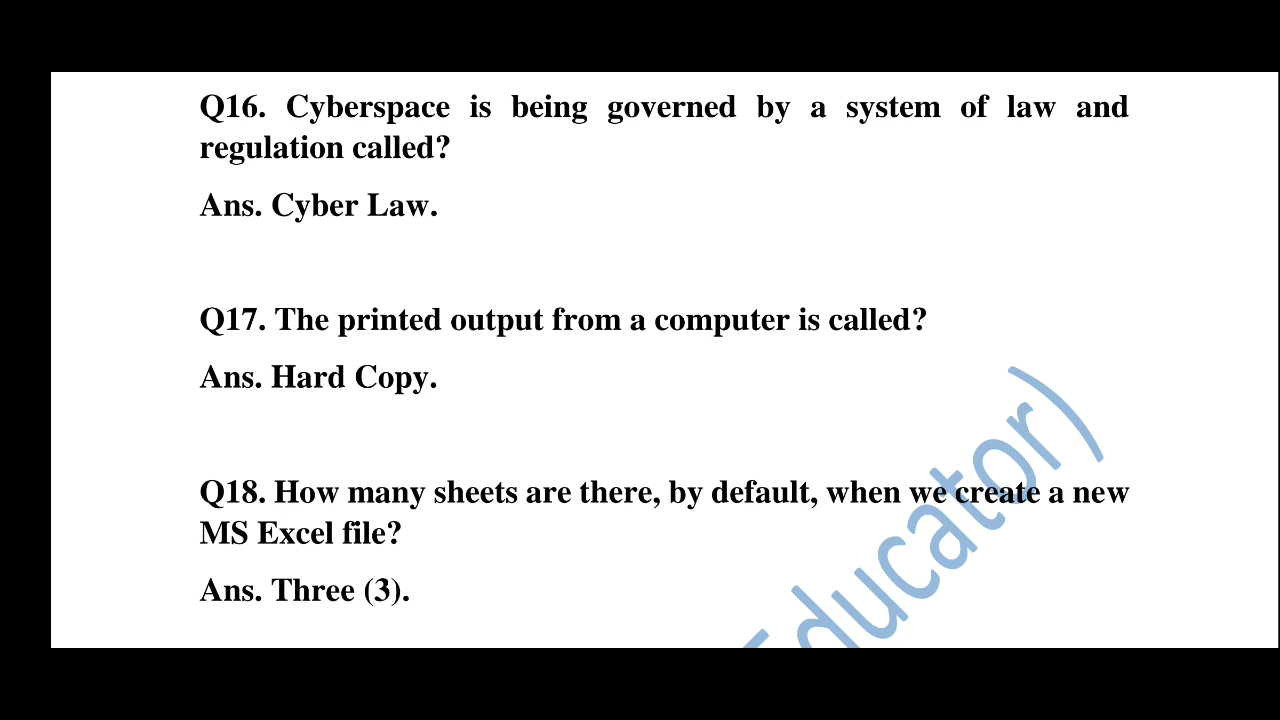 Q16. Cyberspace is being governed by a system of law and
regulation called?
Ans. Cyber Law.
Q17. The printed output from a computer is called?
Ans. Hard Copy.
Q18. How many sheets are there, by default, when we create a new
MS Excel file?
Ans. Three (3).
Educator)